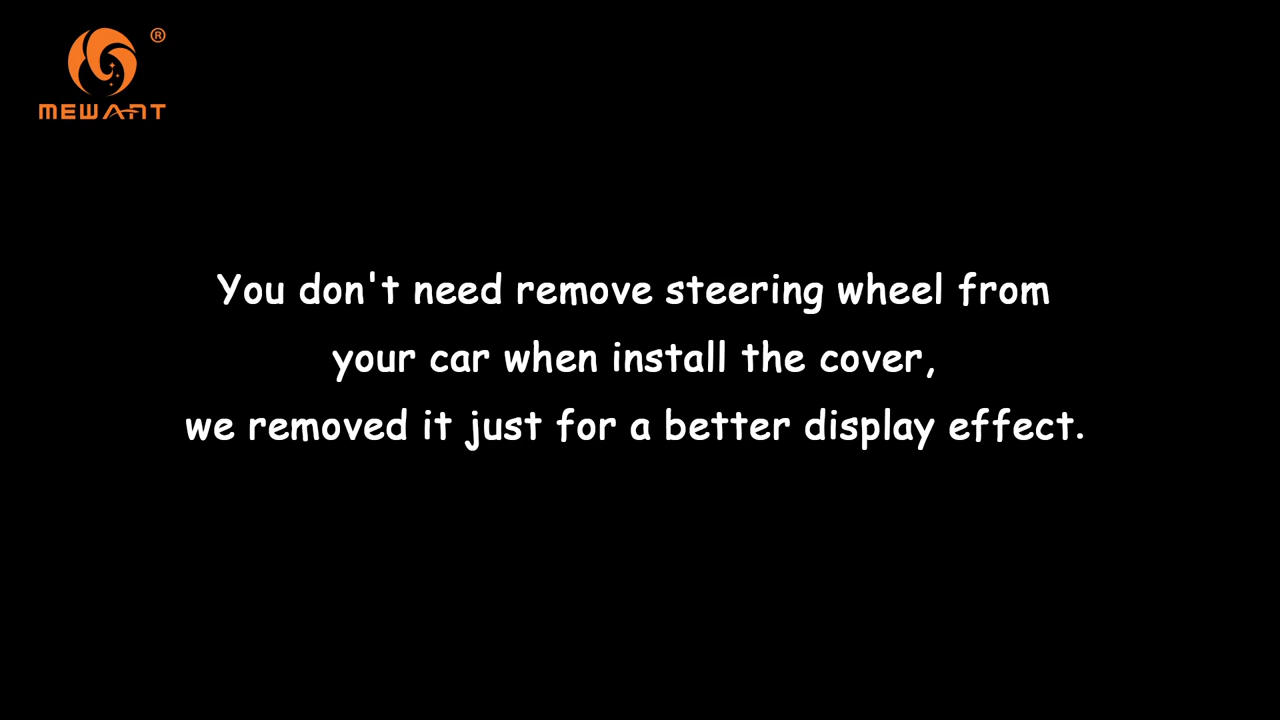 ®
MEWANT
You don't need remove steering wheel from
your car when install the cover,
we removed it just for a better display effect.